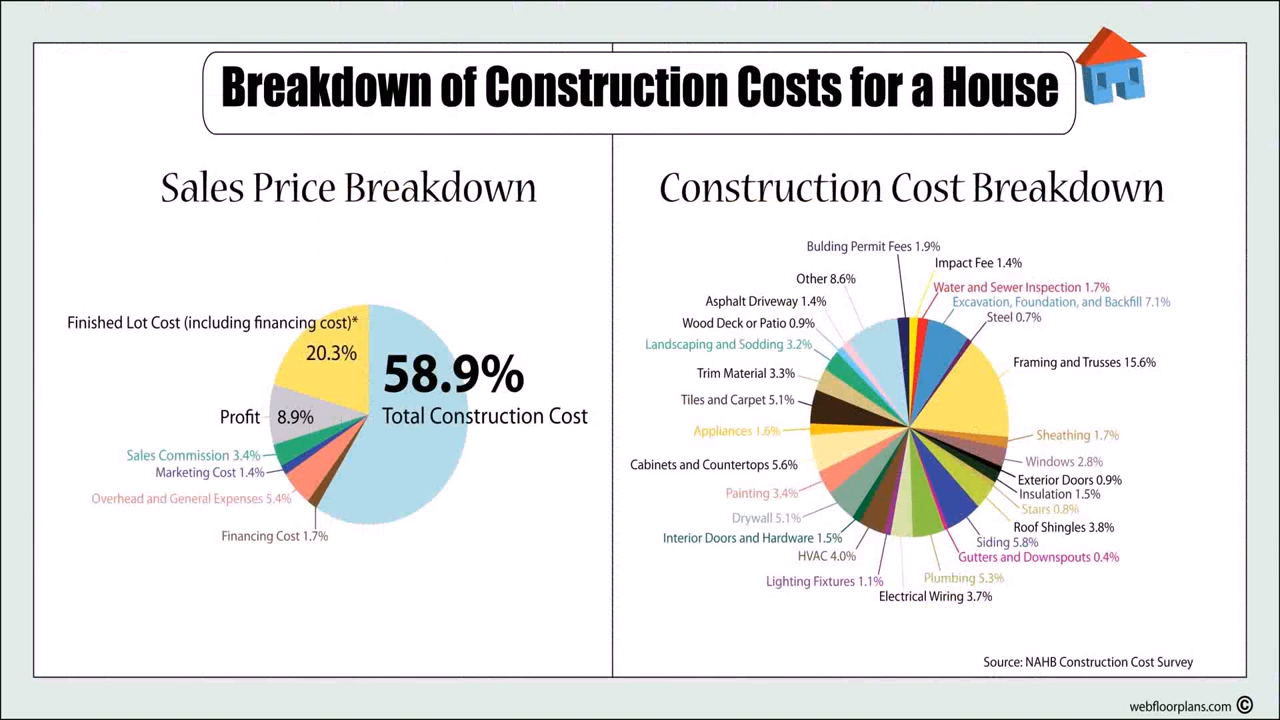 Breakdown of Construction Costs for a House
Sales Price Breakdown
Finished Lot Cost (including financing cost)*
20.3%
58.9%
Total Construction Cost
Profit 8.9%
Sales Commission 3.4%
Marketing Cost 1.4%
Overhead and General Expenses 5.4%
Financing Cost 1.7%
Construction Cost Breakdown
Bulding Permit Fees 1.9%
Impact Fee 1.4%
Water and Sewer Inspection 1.7%
Excavation, Foundation, and Backfill 7.1%
Steel 0.7%
Framing and Trusses 15.6%
Sheathing 1.7%
Windows 2.8%
Exterior Doors 0.9%
Insulation 1.5%
Stairs 0.8%
Roof Shingles 3.8%
Siding 5.8%
Gutters and Downspouts 0.4%
Plumbing 5.3%
Electrical Wiring 3.7%
Lighting Fixtures 1.1%
HVAC 4.0%
Interior Doors and Hardware 1.5%
Drywall 5.1%
Painting 3.4%
Cabinets and Countertops 5.6%
Appliances 1.6%
Tiles and Carpet 5.1%
Trim Material 3.3%
Landscaping and Sodding 3.2%
Wood Deck or Patio 0.9%
Asphalt Driveway 1.4%
Other 8.6%
Source: NAHB Construction Cost Survey
webfloorplans.com ©